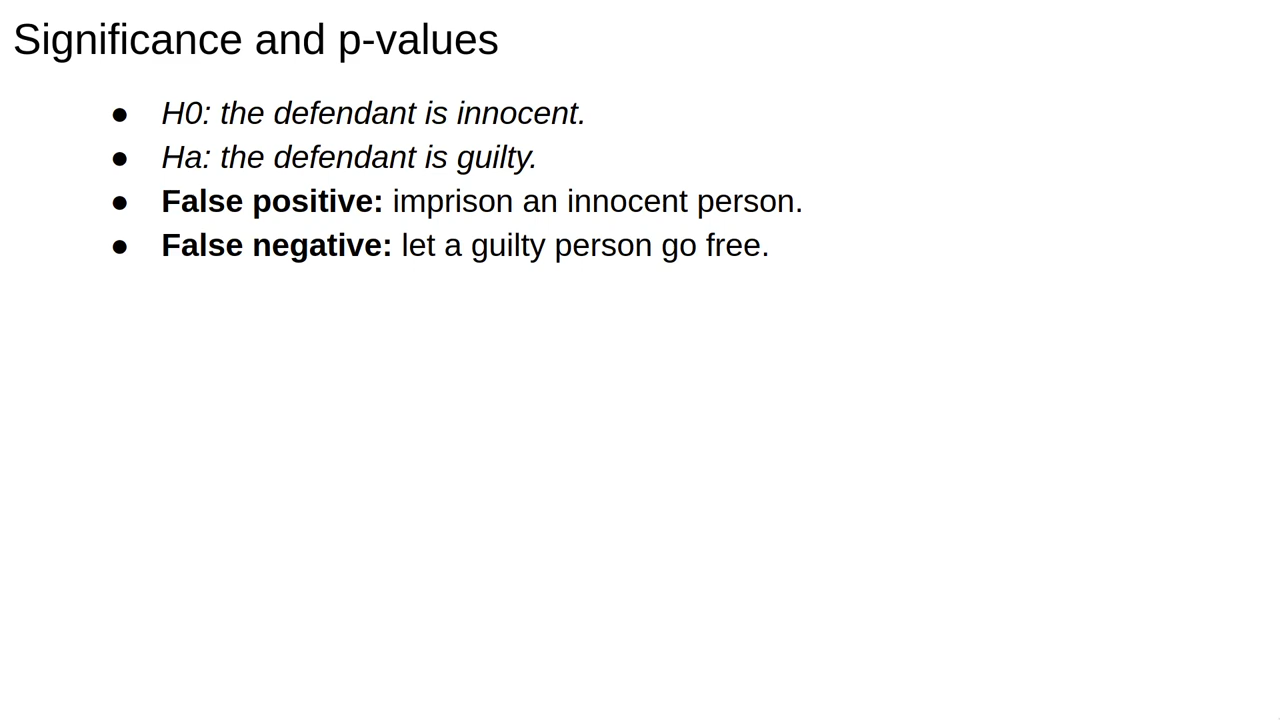 Significance and p-values
● H0: the defendant is innocent.
● Ha: the defendant is guilty.
● False positive: imprison an innocent person.
● False negative: let a guilty person go free.